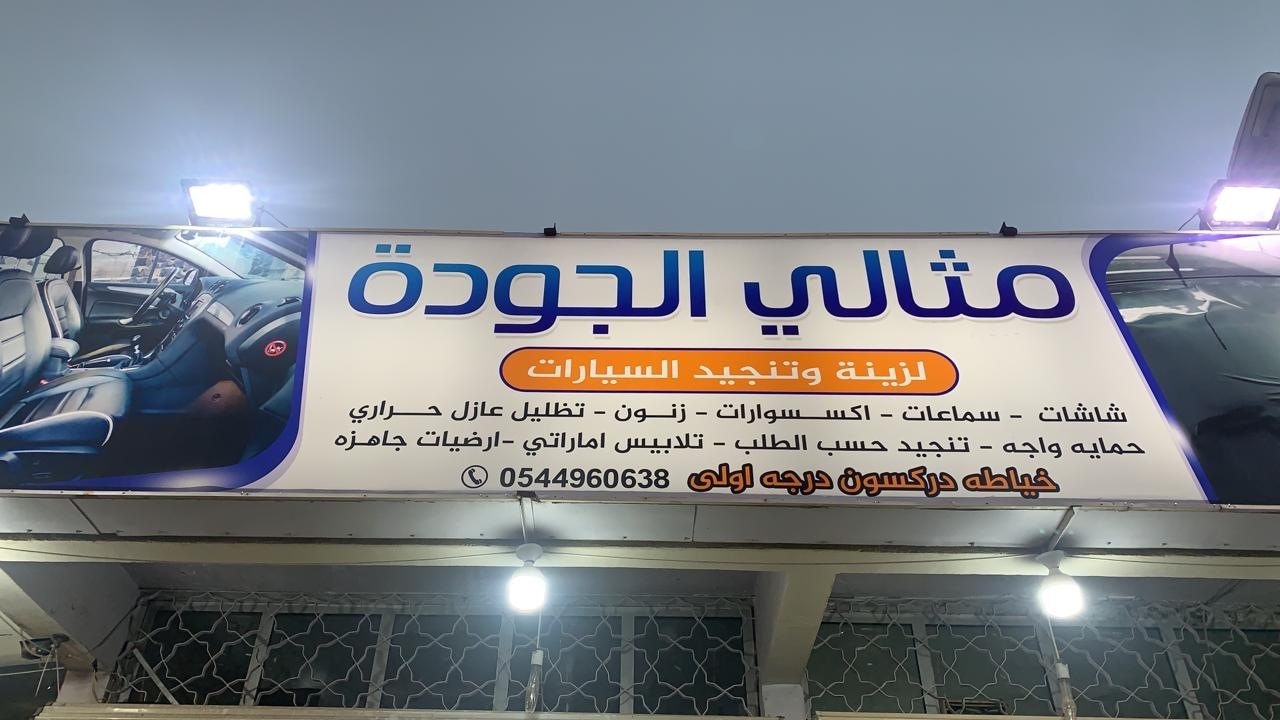 مثالي الجودة
لزينة وتنجيد السيارات
شاشات - سماعات - اكسسوارات - زنون - تظليل عازل حراري
حمايه واجه - تنجيد حسب الطلب - تلابيس اماراتي -ارضيات جاهزه
خياطه دركسون درجه اولى 0544960638